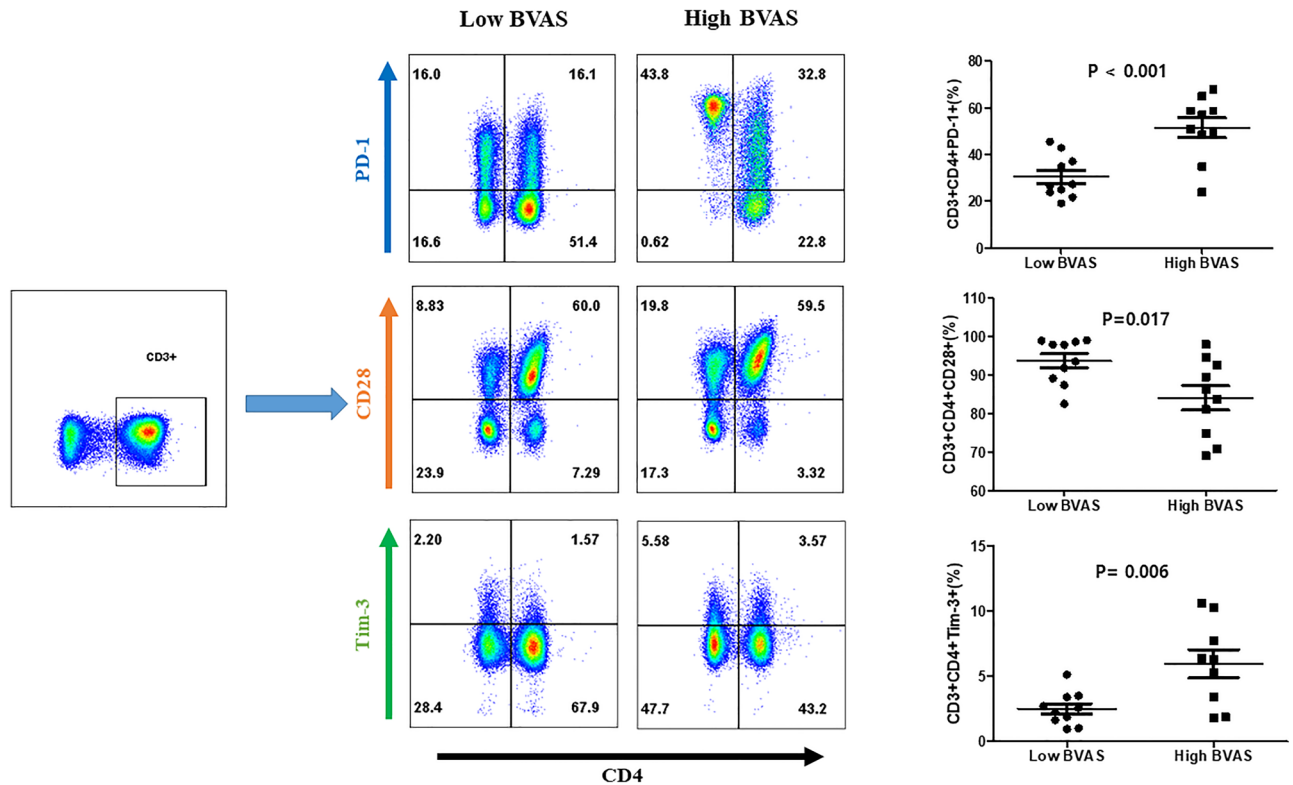 Low BVAS
High BVAS
16.0
16.1
16.6
51.4
43.8
32.8
0.62
22.8
PD-1
80
60
40
20
0
CD3+CD4+PD-1+(%)
P < 0.001
Low BVAS
High BVAS
CD3+
8.83
60.0
23.9
7.29
19.8
59.5
17.3
3.32
CD28
110
100
90
80
70
60
CD3+CD4+CD28+(%)
P=0.017
Low BVAS
High BVAS
2.20
1.57
28.4
67.9
5.58
3.57
47.7
43.2
Tim-3
15
10
5
0
CD3+CD4+Tim-3+(%)
P= 0.006
Low BVAS
High BVAS
CD4